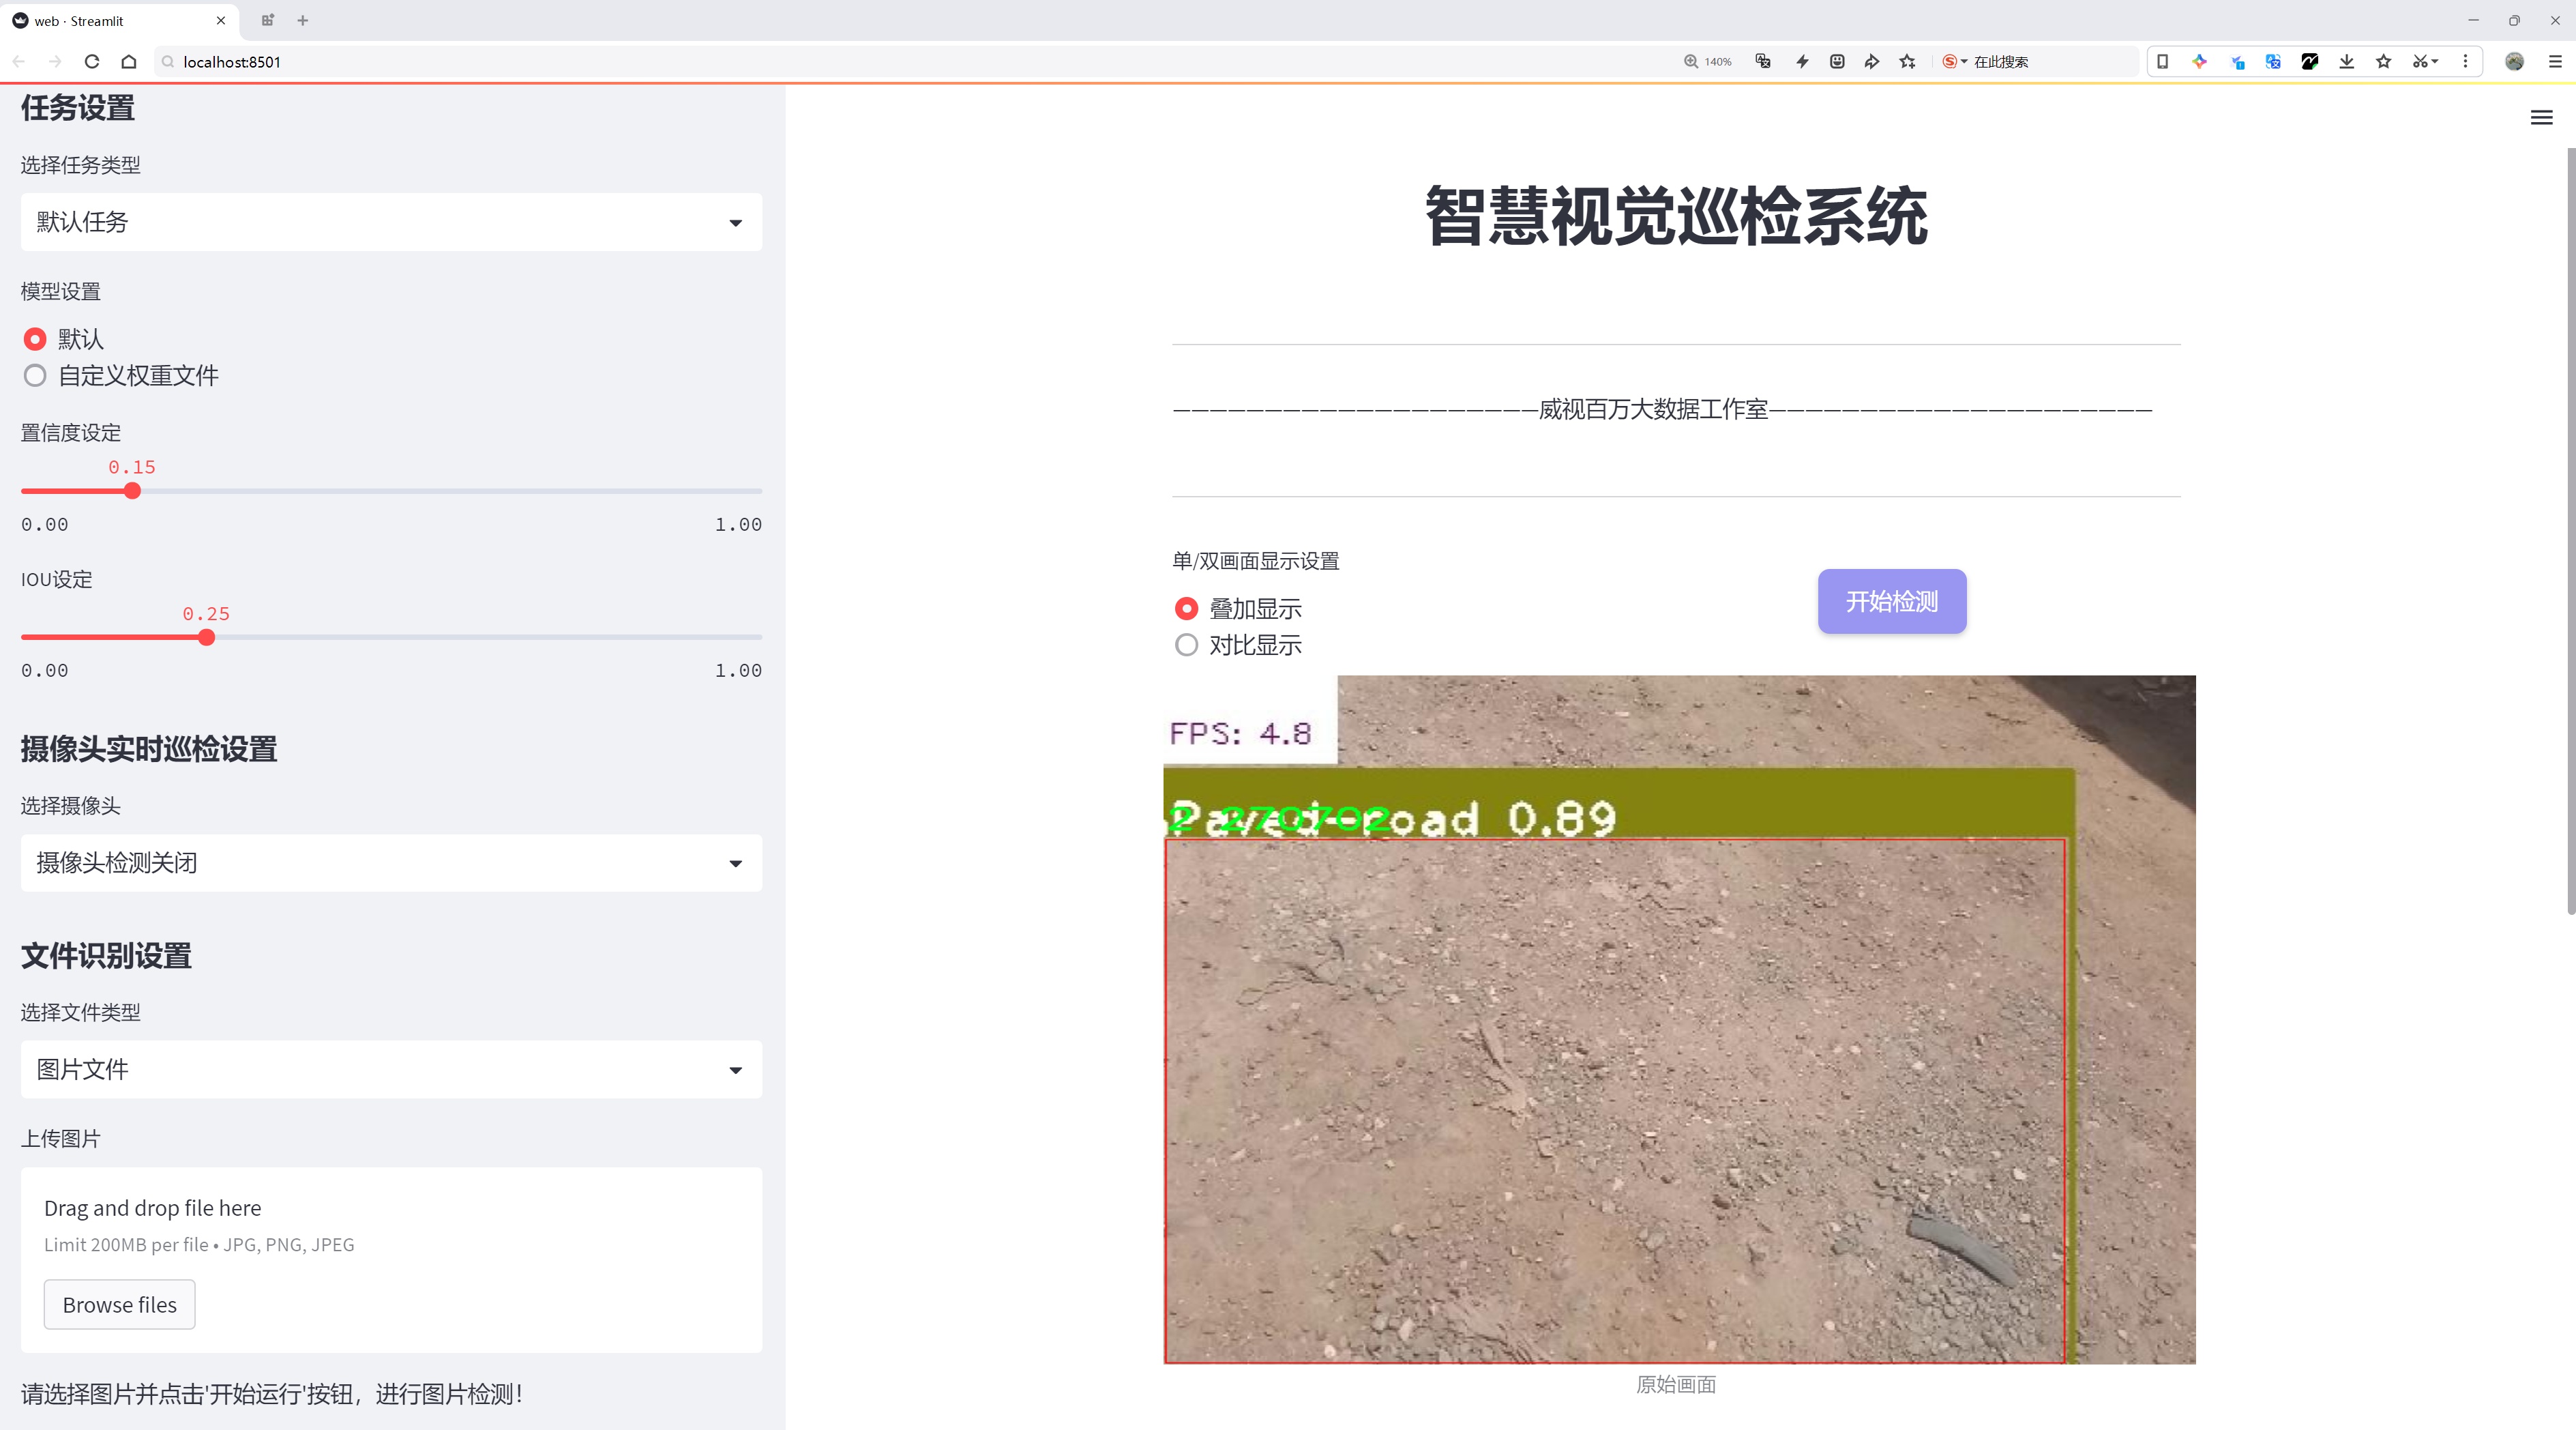 web · Streamlit
localhost:8501
140%
在此搜索
任务设置
选择任务类型
默认任务
模型设置
默认
自定义权重文件
置信度设定
0.15
0.00
1.00
IOU设定
0.25
0.00
1.00
摄像头实时巡检设置
选择摄像头
摄像头检测关闭
文件识别设置
选择文件类型
图片文件
上传图片
Drag and drop file here
Limit 200MB per file • JPG, PNG, JPEG
Browse files
请选择图片并点击'开始运行'按钮，进行图片检测！
智慧视觉巡检系统
—————————————————————威视百万大数据工作室——————————————————————
单/双画面显示设置
叠加显示
对比显示
开始检测
FPS: 4.8
Paved-road 0.89
2 270702
原始画面